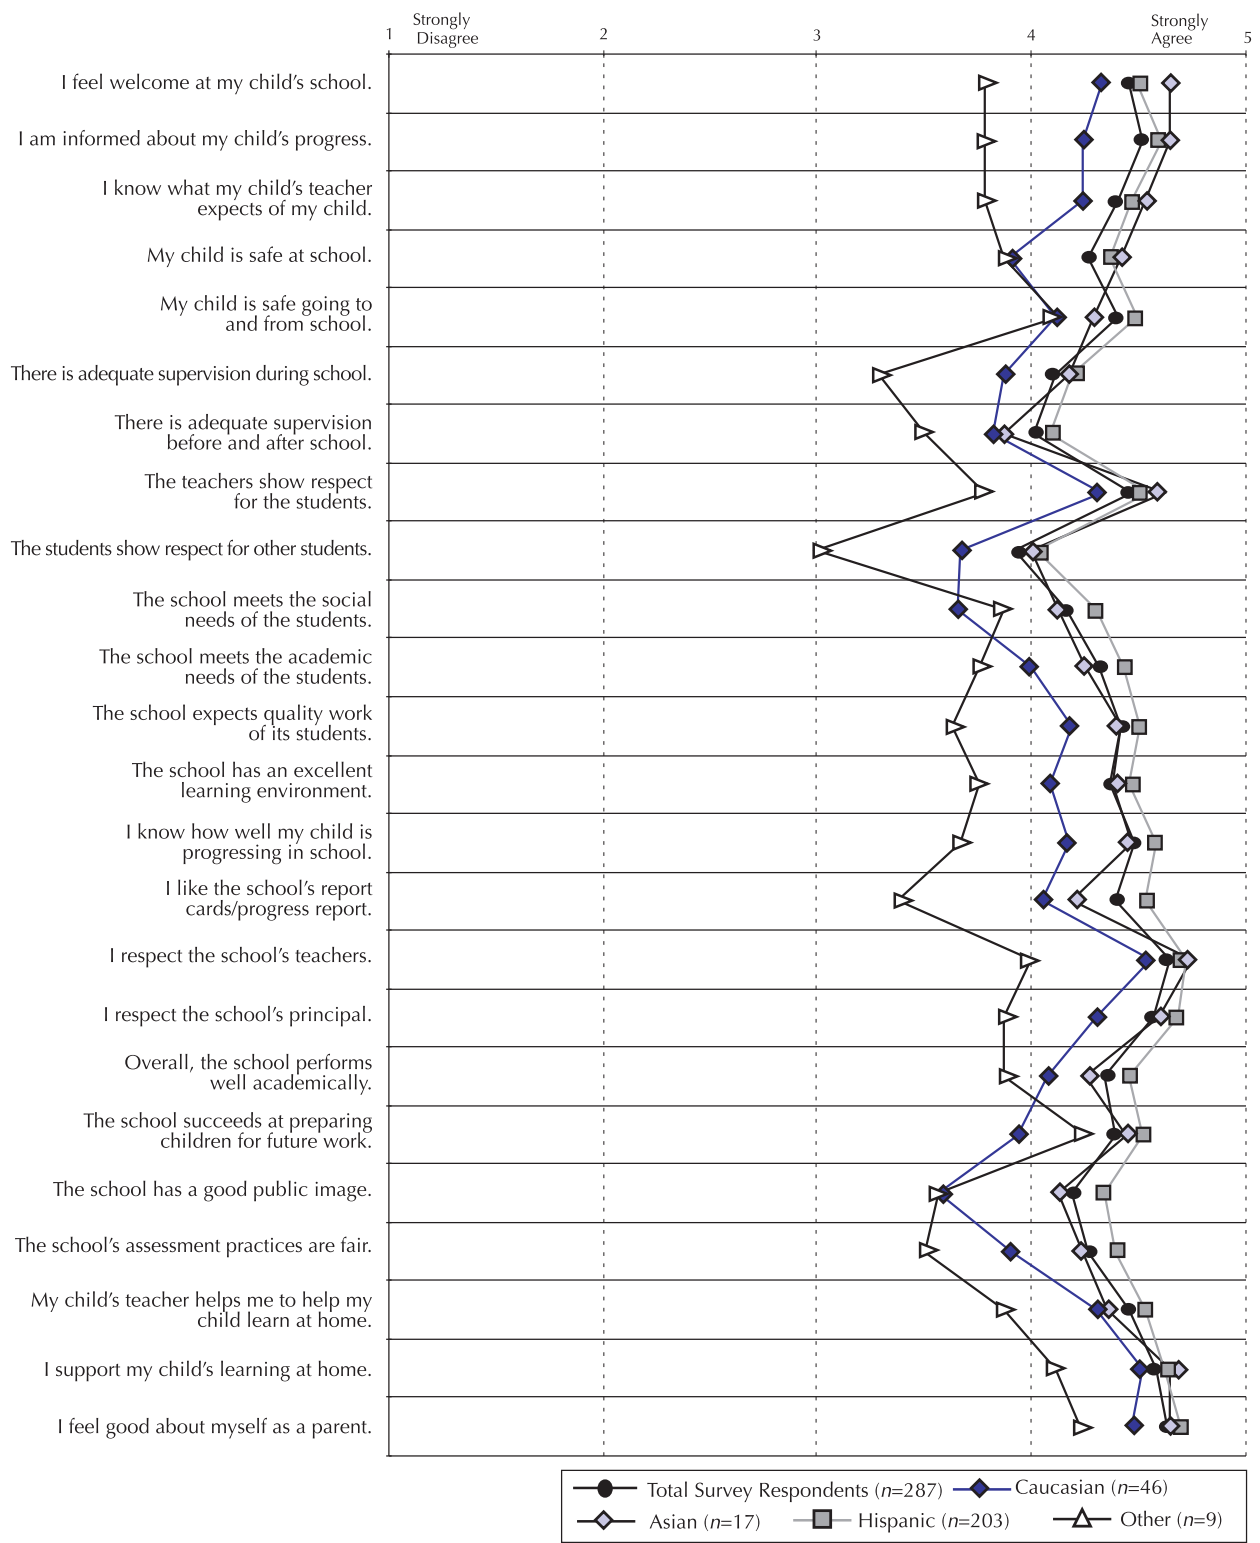 Strongly
Disagree
Strongly
Agree
1
2
3
4
5
I feel welcome at my child's school.
I am informed about my child's progress.
I know what my child's teacher
expects of my child.
My child is safe at school.
My child is safe going to
and from school.
There is adequate supervision during school.
There is adequate supervision
before and after school.
The teachers show respect
for the students.
The students show respect for other students.
The school meets the social
needs of the students.
The school meets the academic
needs of the students.
The school expects quality work
of its students.
The school has an excellent
learning environment.
I know how well my child is
progressing in school.
I like the school's report
cards/progress report.
I respect the school's teachers.
I respect the school's principal.
Overall, the school performs
well academically.
The school succeeds at preparing
children for future work.
The school has a good public image.
The school's assessment practices are fair.
My child's teacher helps me to help my
child learn at home.
I support my child's learning at home.
I feel good about myself as a parent.
Total Survey Respondents (n=287)
Caucasian (n=46)
Asian (n=17)
Hispanic (n=203)
Other (n=9)